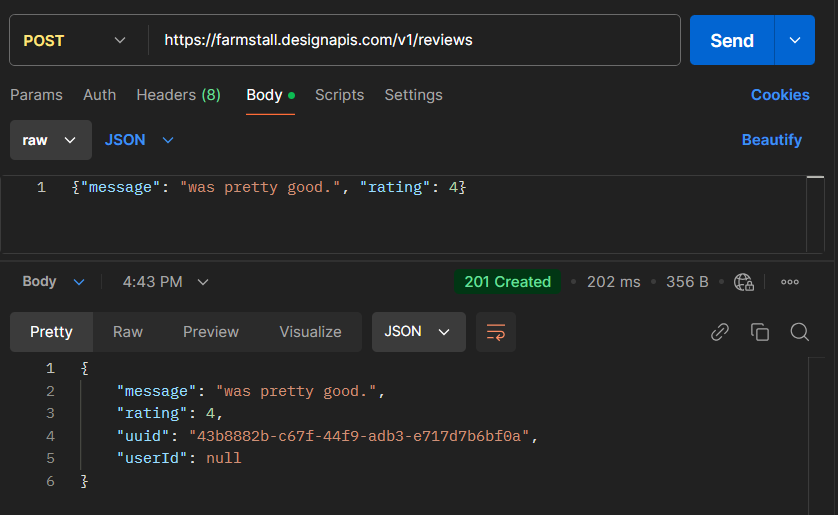 POST https://farmstall.designapis.com/v1/reviews Send
Params Auth Headers (8) Body Scripts Settings Cookies
raw JSON Beautify
1 {"message": "was pretty good.", "rating": 4}
Body 4:43 PM 201 Created 202 ms 356 B
Pretty Raw Preview Visualize JSON
1 {
2 "message": "was pretty good.",
3 "rating": 4,
4 "uuid": "43b8882b-c67f-44f9-adb3-e717d7b6bf0a",
5 "userId": null
6 }